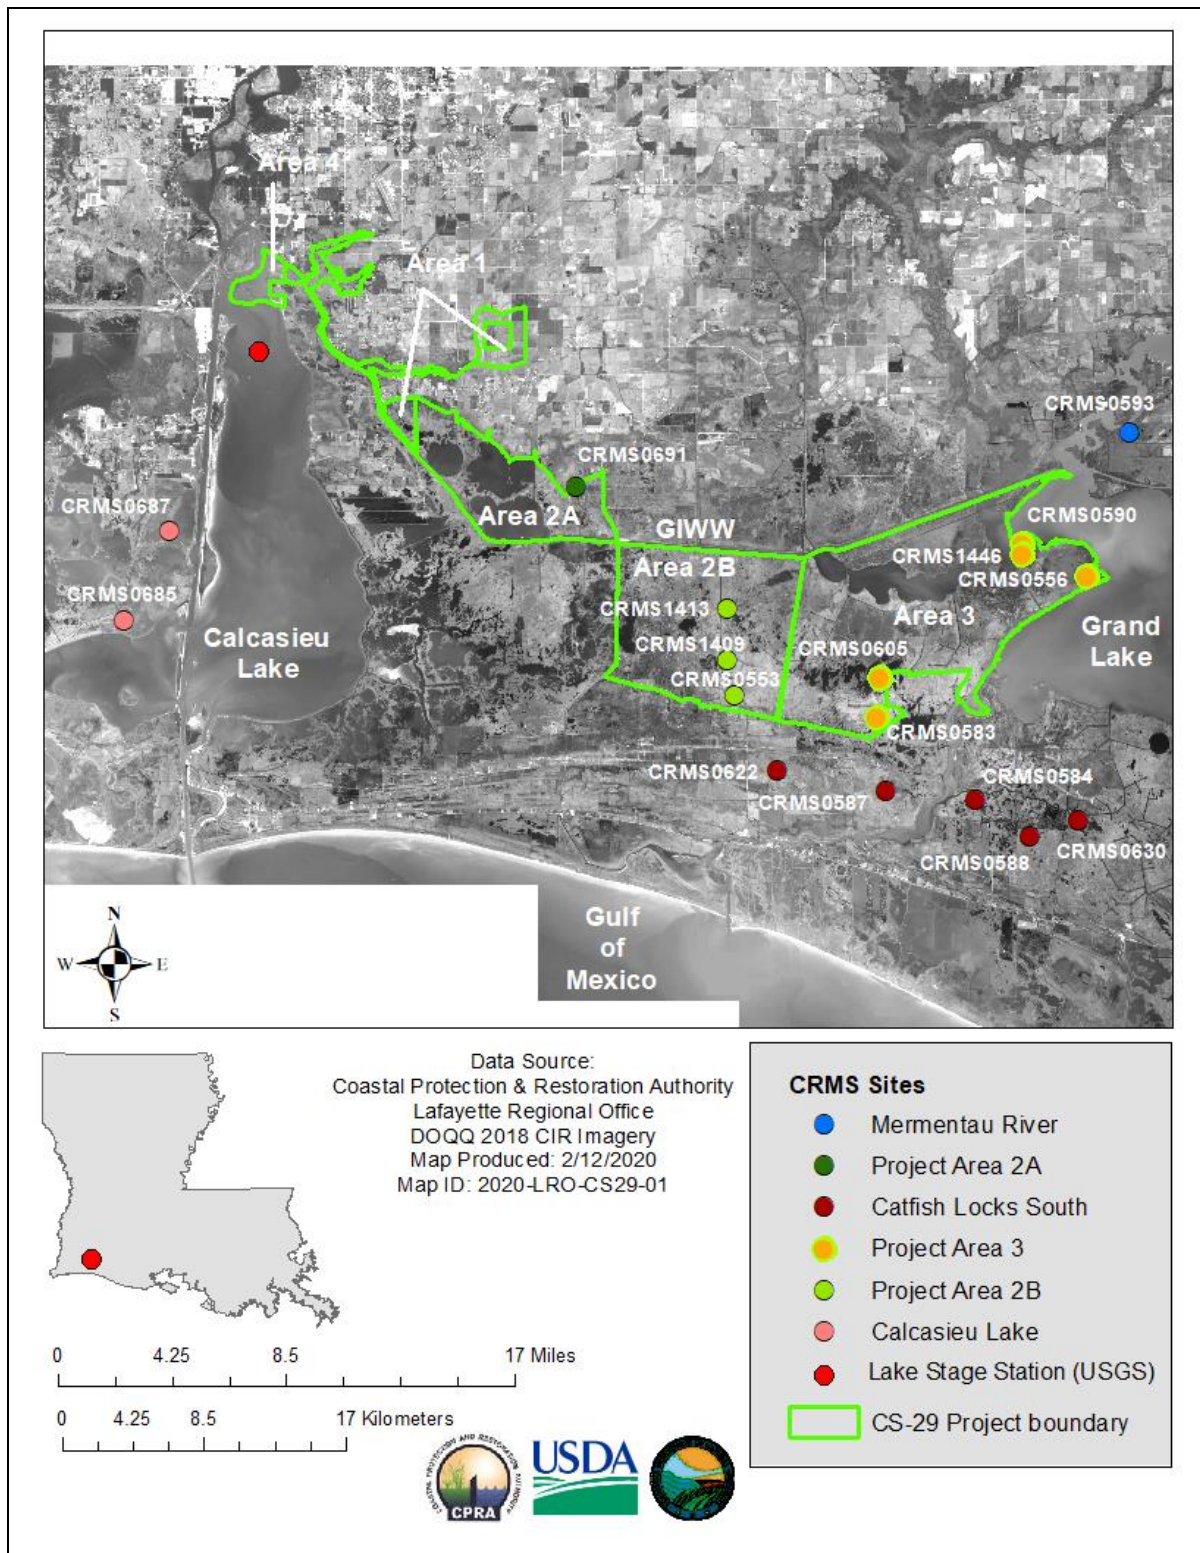 Area 4
Area 1
CRMS0593
CRMS0691
CRMS0687
Area 2A
GIWW
CRMS0590
CRMS1446
CRMS0556
Area 2B
CRMS0685
CRMS1413
Area 3
Calcasieu
Lake
Grand
Lake
CRMS1409
CRMS0605
CRMS0553
CRMS0583
CRMS0622
CRMS0584
CRMS0587
CRMS0588
CRMS0630
Gulf
of
Mexico
N
W E
S
Data Source:
Coastal Protection & Restoration Authority
Lafayette Regional Office
DOQQ 2018 CIR Imagery
Map Produced: 2/12/2020
Map ID: 2020-LRO-CS29-01
CRMS Sites
Mermentau River
Project Area 2A
Catfish Locks South
Project Area 3
Project Area 2B
Calcasieu Lake
Lake Stage Station (USGS)
CS-29 Project boundary
0 4.25 8.5 17 Miles
0 4.25 8.5 17 Kilometers
COASTAL PROTECTION AND RESTORATION AUTHORITY
CPRA
USDA